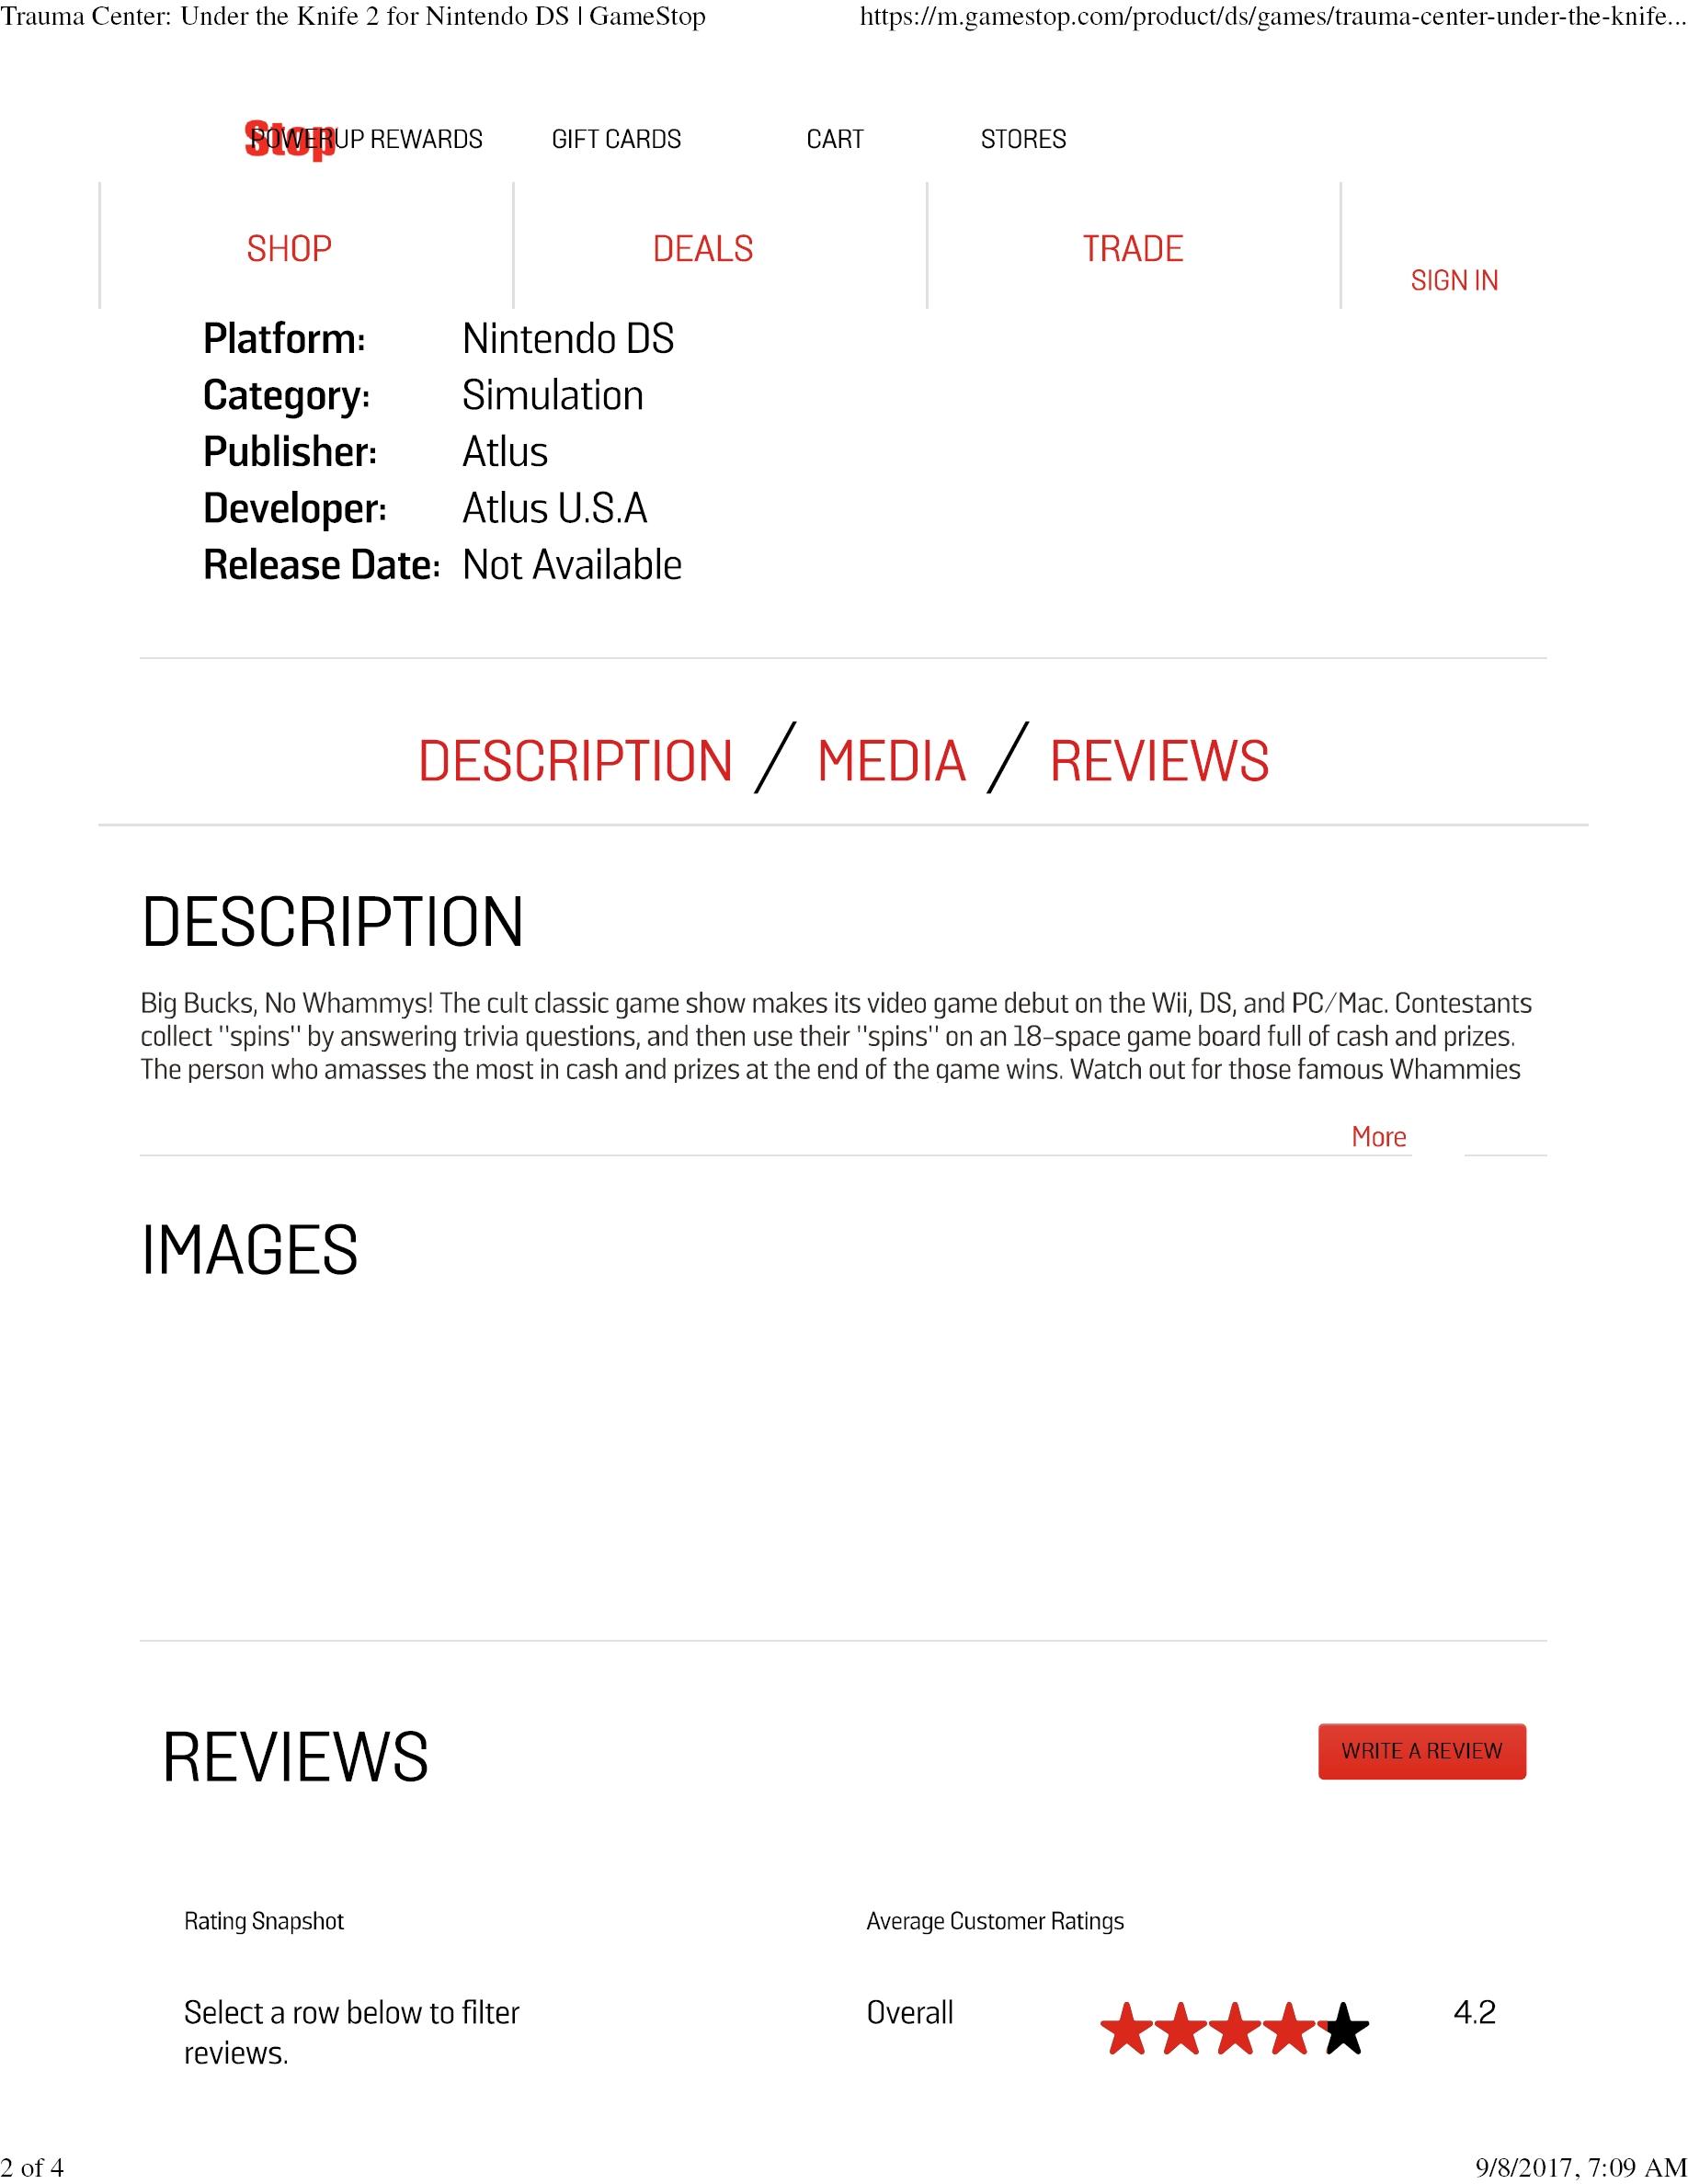 Trauma Center: Under the Knife 2 for Nintendo DS | GameStop https://m.gamestop.com/product/ds/games/trauma-center-under-the-knife...
Stop POWERUP REWARDS GIFT CARDS CART STORES
SHOP DEALS TRADE
SIGN IN
Platform: Nintendo DS
Category: Simulation
Publisher: Atlus
Developer: Atlus U.S.A
Release Date: Not Available
DESCRIPTION / MEDIA / REVIEWS
DESCRIPTION
Big Bucks, No Whammys! The cult classic game show makes its video game debut on the Wii, DS, and PC/Mac. Contestants
collect "spins" by answering trivia questions, and then use their "spins" on an 18-space game board full of cash and prizes.
The person who amasses the most in cash and prizes at the end of the game wins. Watch out for those famous Whammies
More
IMAGES
REVIEWS
WRITE A REVIEW
Rating Snapshot Average Customer Ratings
Select a row below to filter Overall 4.2
reviews.
2 of 4 9/8/2017, 7:09 AM